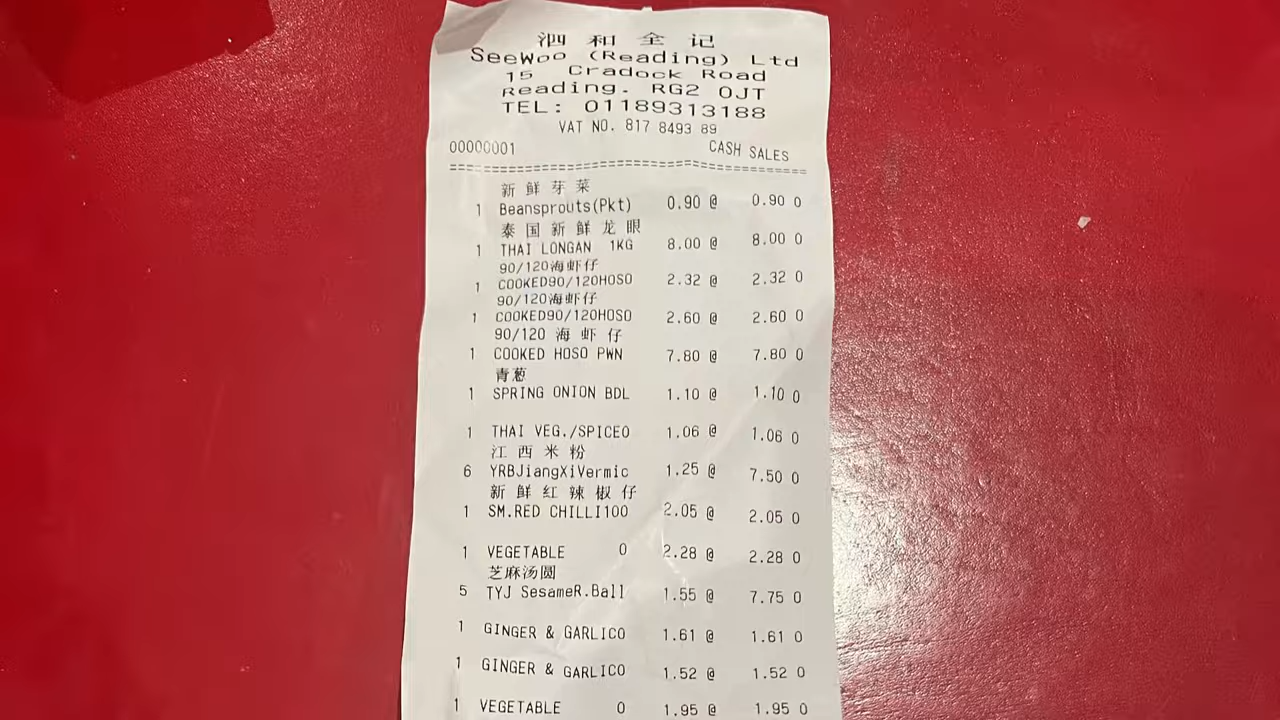 泗和全记
SeeWoo (Reading) Ltd
15 Cradock Road
Reading. RG2 0JT
TEL: 01189313188
VAT NO. 817 8493 89
00000001 CASH SALES
================================================
新鲜芽菜
1 Beansprouts(Pkt) 0.90 @ 0.90 0
泰国新鲜龙眼
1 THAI LONGAN 1KG 8.00 @ 8.00 0
90/120海虾仔
1 COOKED90/120HOSO 2.32 @ 2.32 0
90/120海虾仔
1 COOKED90/120HOSO 2.60 @ 2.60 0
90/120 海虾仔
1 COOKED HOSO PWN 7.80 @ 7.80 0
青葱
1 SPRING ONION BDL 1.10 @ 1.10 0
1 THAI VEG./SPICE0 1.06 @ 1.06 0
江西米粉
6 YRBJiangXiVermic 1.25 @ 7.50 0
新鲜红辣椒仔
1 SM.RED CHILLI100 2.05 @ 2.05 0
1 VEGETABLE 0 2.28 @ 2.28 0
芝麻汤圆
5 TYJ SesameR.Ball 1.55 @ 7.75 0
1 GINGER & GARLIC0 1.61 @ 1.61 0
1 GINGER & GARLIC0 1.52 @ 1.52 0
1 VEGETABLE 0 1.95 @ 1.95 0